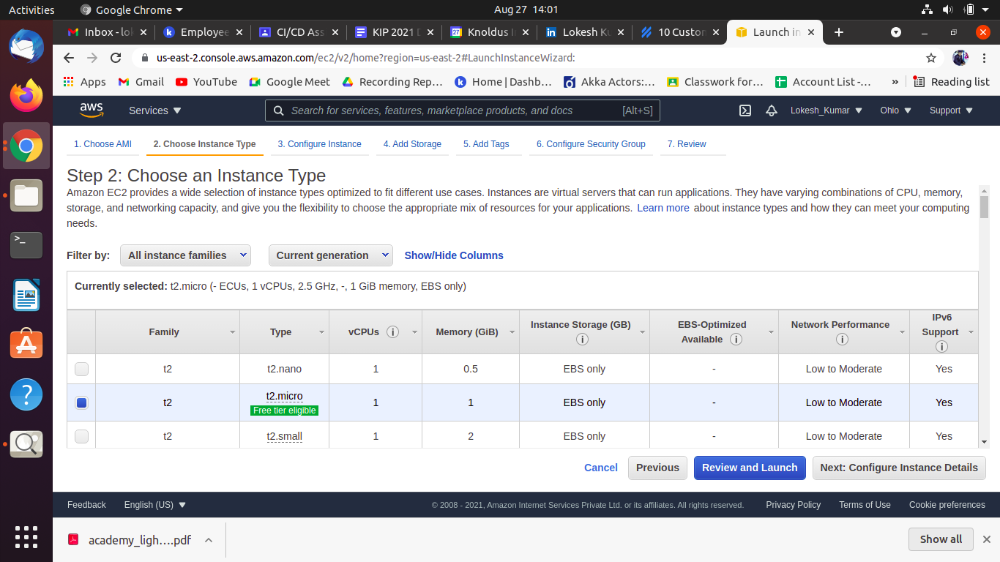 Activities
Google Chrome
Aug 27 14:01
Inbox - lo
Employee
CI/CD Ass
KIP 2021 D
Knoldus I
Lokesh Ku
10 Custom
Launch in
us-east-2.console.aws.amazon.com/ec2/v2/home?region=us-east-2#LaunchInstanceWizard:
Apps
Gmail
YouTube
Google Meet
Recording Rep...
Home | Dashb...
Akka Actors:...
Classwork for...
Account List -...
»
Reading list
aws
Services
Search for services, features, marketplace products, and docs
[Alt+S]
Lokesh_Kumar
Ohio
Support
1. Choose AMI
2. Choose Instance Type
3. Configure Instance
4. Add Storage
5. Add Tags
6. Configure Security Group
7. Review
Step 2: Choose an Instance Type
Amazon EC2 provides a wide selection of instance types optimized to fit different use cases. Instances are virtual servers that can run applications. They have varying combinations of CPU, memory,
storage, and networking capacity, and give you the flexibility to choose the appropriate mix of resources for your applications. Learn more about instance types and how they can meet your computing
needs.
Filter by:
All instance families
Current generation
Show/Hide Columns
Currently selected: t2.micro (- ECUs, 1 vCPUs, 2.5 GHz, -, 1 GiB memory, EBS only)
Family
Type
vCPUs
Memory (GiB)
Instance Storage (GB)
EBS-Optimized
Available
Network Performance
IPv6
Support
t2 t2.nano 1 0.5 EBS only - Low to Moderate Yes
t2 t2.micro 1 1 EBS only - Low to Moderate Yes
Free tier eligible
t2 t2.small 1 2 EBS only - Low to Moderate Yes
Cancel
Previous
Review and Launch
Next: Configure Instance Details
Feedback
English (US)
© 2008 - 2021, Amazon Internet Services Private Ltd. or its affiliates. All rights reserved.
Privacy Policy
Terms of Use
Cookie preferences
academy_ligh....pdf
Show all